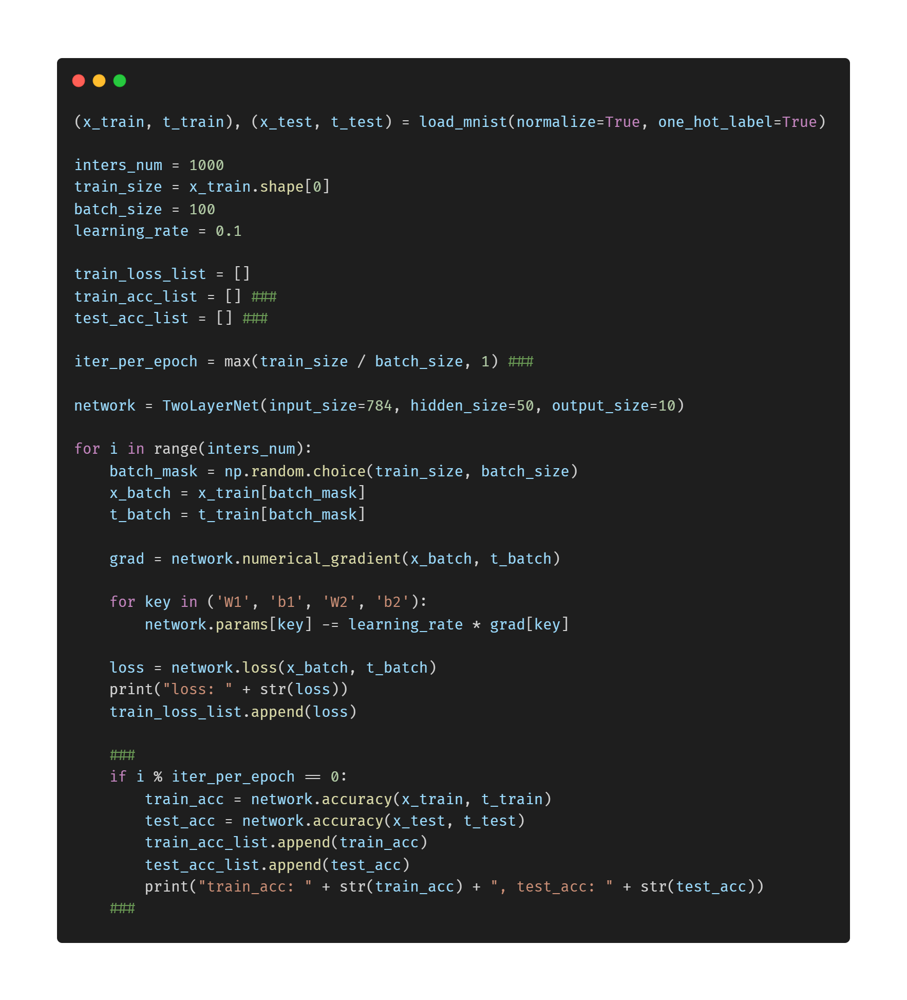 (x_train, t_train), (x_test, t_test) = load_mnist(normalize=True, one_hot_label=True)

inters_num = 1000
train_size = x_train.shape[0]
batch_size = 100
learning_rate = 0.1

train_loss_list = []
train_acc_list = [] ###
test_acc_list = [] ###

iter_per_epoch = max(train_size / batch_size, 1) ###

network = TwoLayerNet(input_size=784, hidden_size=50, output_size=10)

for i in range(inters_num):
    batch_mask = np.random.choice(train_size, batch_size)
    x_batch = x_train[batch_mask]
    t_batch = t_train[batch_mask]

    grad = network.numerical_gradient(x_batch, t_batch)

    for key in ('W1', 'b1', 'W2', 'b2'):
        network.params[key] -= learning_rate * grad[key]

    loss = network.loss(x_batch, t_batch)
    print("loss: " + str(loss))
    train_loss_list.append(loss)

    ###
    if i % iter_per_epoch == 0:
        train_acc = network.accuracy(x_train, t_train)
        test_acc = network.accuracy(x_test, t_test)
        train_acc_list.append(train_acc)
        test_acc_list.append(test_acc)
        print("train_acc: " + str(train_acc) + ", test_acc: " + str(test_acc))
    ###